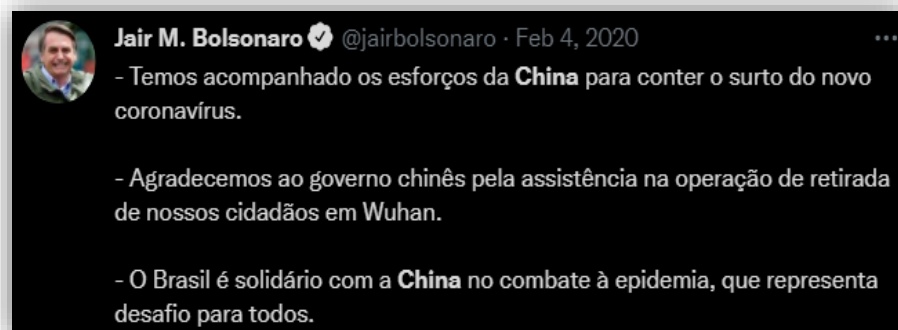 Jair M. Bolsonaro @jairbolsonaro · Feb 4, 2020 ...
- Temos acompanhado os esforços da China para conter o surto do novo
coronavírus.
- Agradecemos ao governo chinês pela assistência na operação de retirada
de nossos cidadãos em Wuhan.
- O Brasil é solidário com a China no combate à epidemia, que representa
desafio para todos.